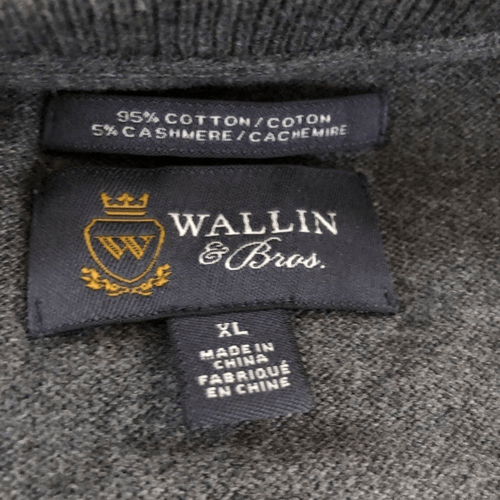 95% COTTON / COTON
5% CASHMERE / CACHEMIRE
W
WALLIN
& Bros.
XL
MADE IN
CHINA
FABRIQUÉ
EN CHINE